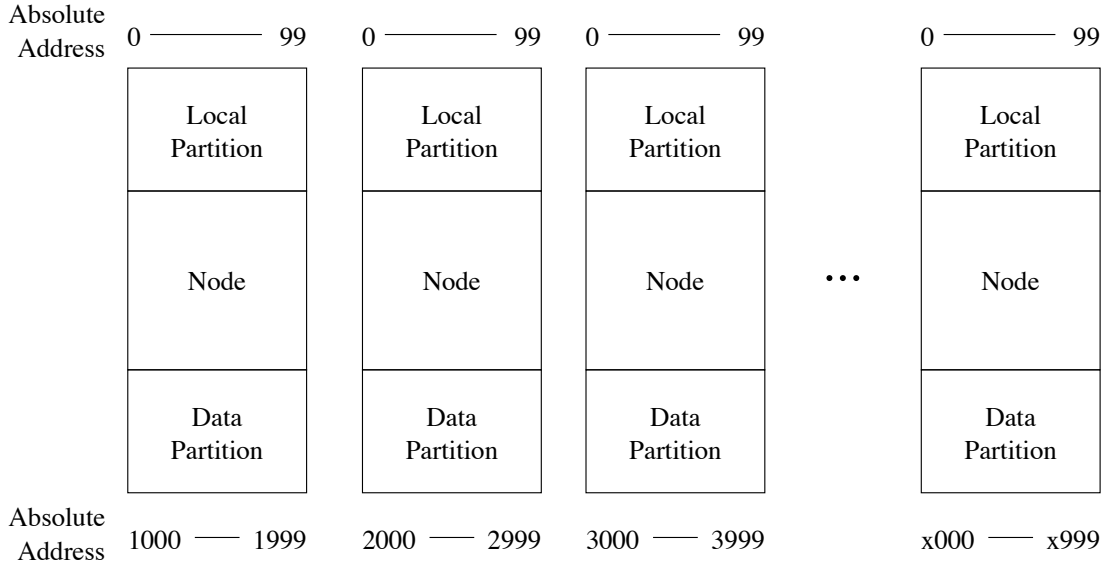 Absolute
Address
0 99 0 99 0 99 0 99
Local Local Local Local
Partition Partition Partition Partition
Node Node Node ... Node
Data Data Data Data
Partition Partition Partition Partition
Absolute
Address
1000 1999 2000 2999 3000 3999 x000 x999